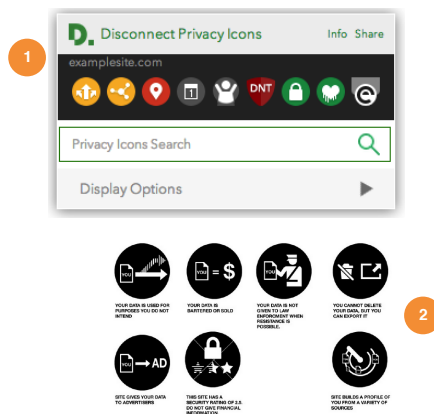 1
D. Disconnect Privacy Icons Info Share
examplesite.com
1 DNT
Privacy Icons Search
Display Options
2
YOU
YOU = $
YOU
YOUR DATA IS USED FOR
PURPOSES YOU DO NOT
INTEND
YOUR DATA IS
BARTERED OR SOLD
YOUR DATA IS NOT
GIVEN TO LAW
ENFORCMENT WHEN
RESISTANCE IS
POSSIBLE.
YOU CANNOT DELETE
YOUR DATA, BUT YOU
CAN EXPORT IT
YOU → AD
SITE GIVES YOUR DATA
TO ADVERTISERS
THIS SITE HAS A
SECURITY RATING OF 2.5.
DO NOT GIVE FINANCIAL
INFORMATION
SITE BUILDS A PROFILE OF
YOU FROM A VARIETY OF
SOURCES